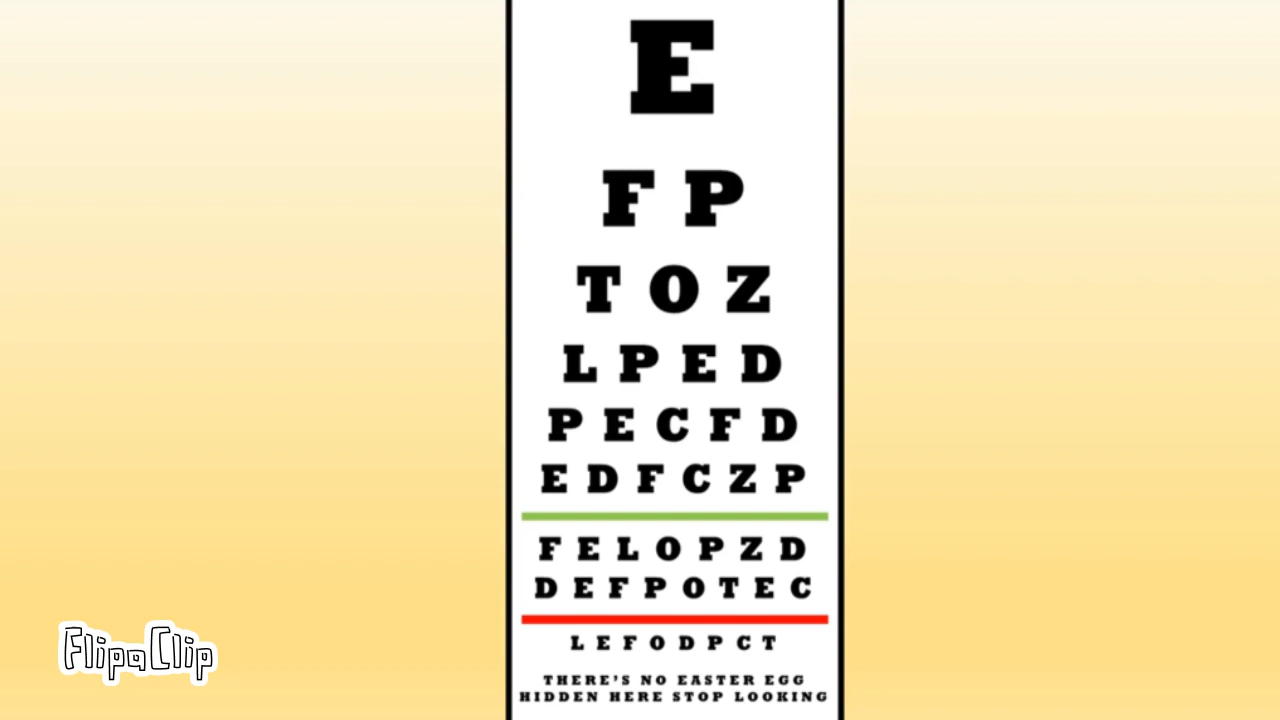 E
F P
T O Z
L P E D
P E C F D
E D F C Z P
F E L O P Z D
D E F P O T E C
L E F O D P C T
THERE'S NO EASTER EGG
HIDDEN HERE STOP LOOKING
FlipaClip